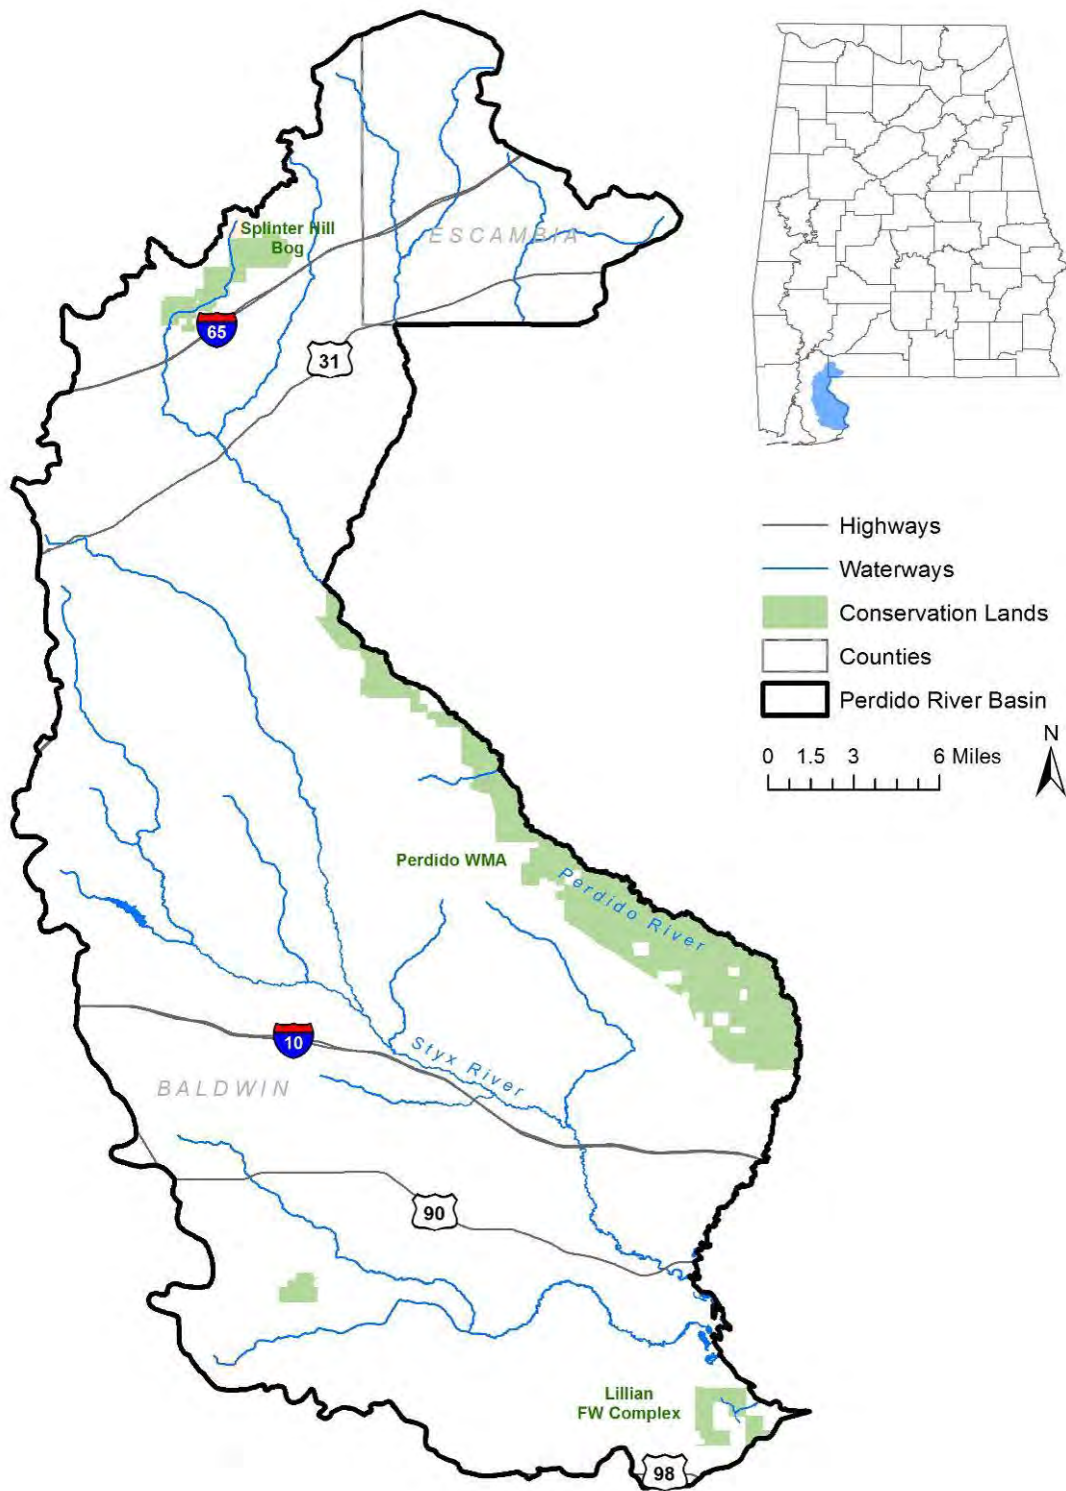 Splinter Hill
Bog
ESCAMBIA
65
31
Highways
Waterways
Conservation Lands
Counties
Perdido River Basin
0 1.5 3 6 Miles
N
Perdido WMA
Perdido River
10
Styx River
BALDWIN
90
Lillian
FW Complex
98